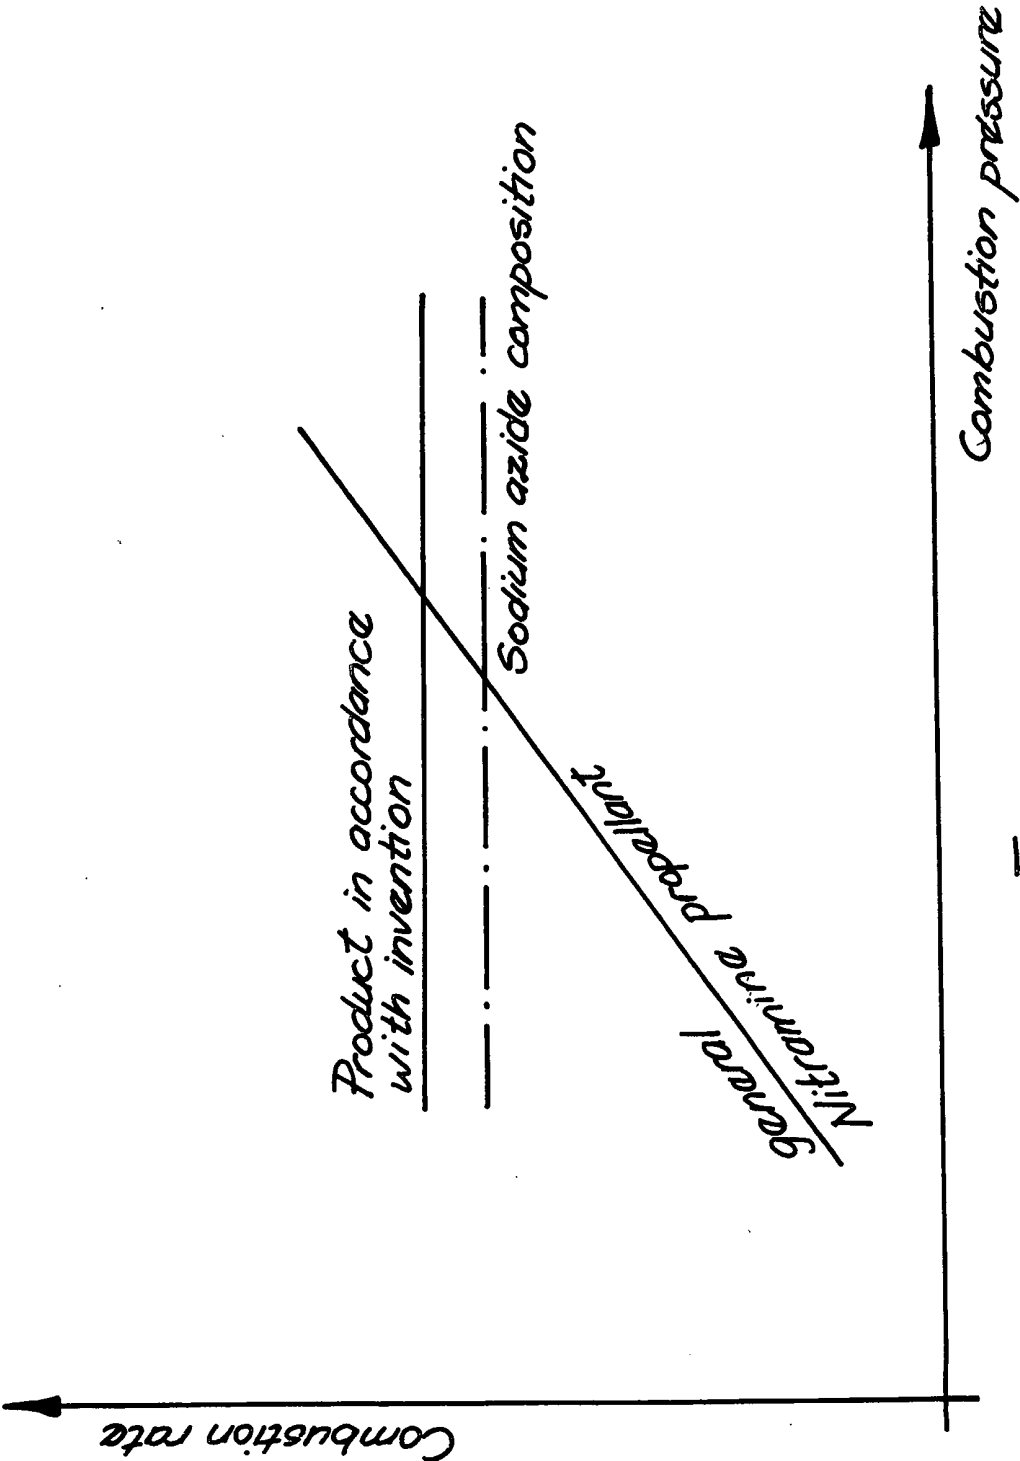 Combustion rate
Product in accordance
with invention
Sodium azide composition
general
Nitramine propellant
Combustion pressure